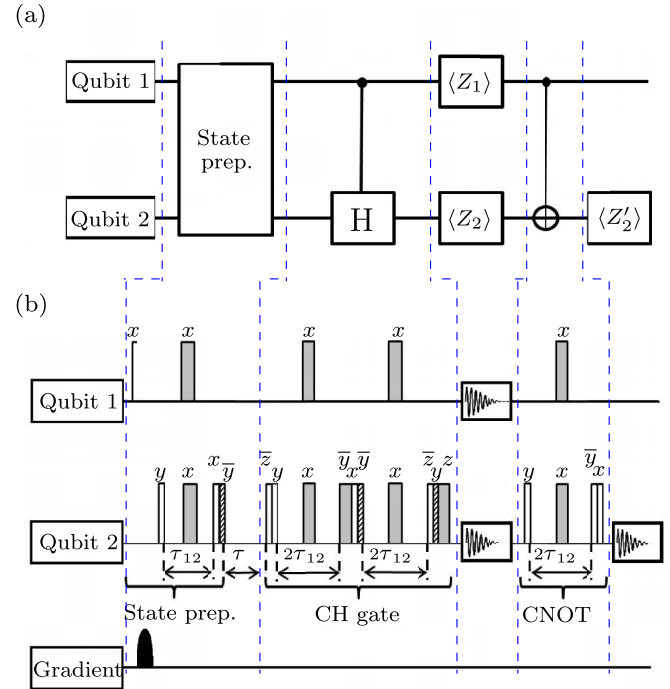 (a)
Qubit 1
State
prep.
⟨Z₁⟩
Qubit 2
H
⟨Z₂⟩
⟨Z₂′⟩
(b)
x x x x x
Qubit 1
y x x y̅ z̅ y x y̅ x y̅ x z̅ y z y x y̅ x
Qubit 2
τ₁₂ τ 2τ₁₂ 2τ₁₂ 2τ₁₂
State prep. CH gate CNOT
Gradient